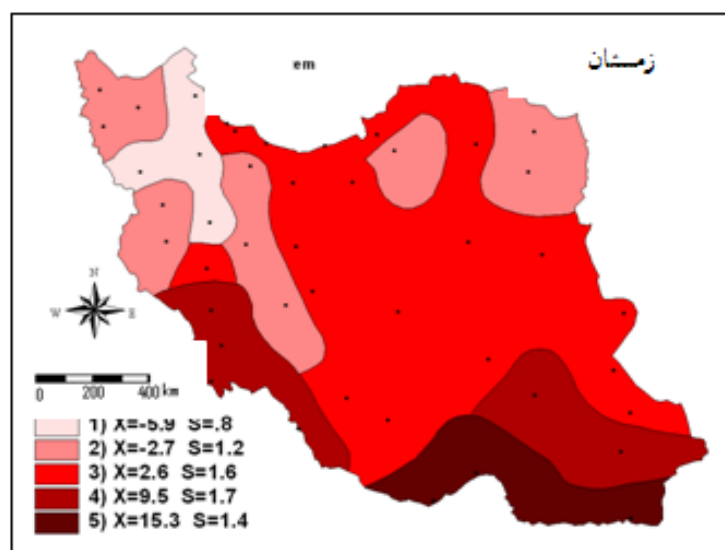 em زمستان
N
W E
S
0 200 400 km
1) X=-5.9 S=.8
2) X=-2.7 S=1.2
3) X=2.6 S=1.6
4) X=9.5 S=1.7
5) X=15.3 S=1.4